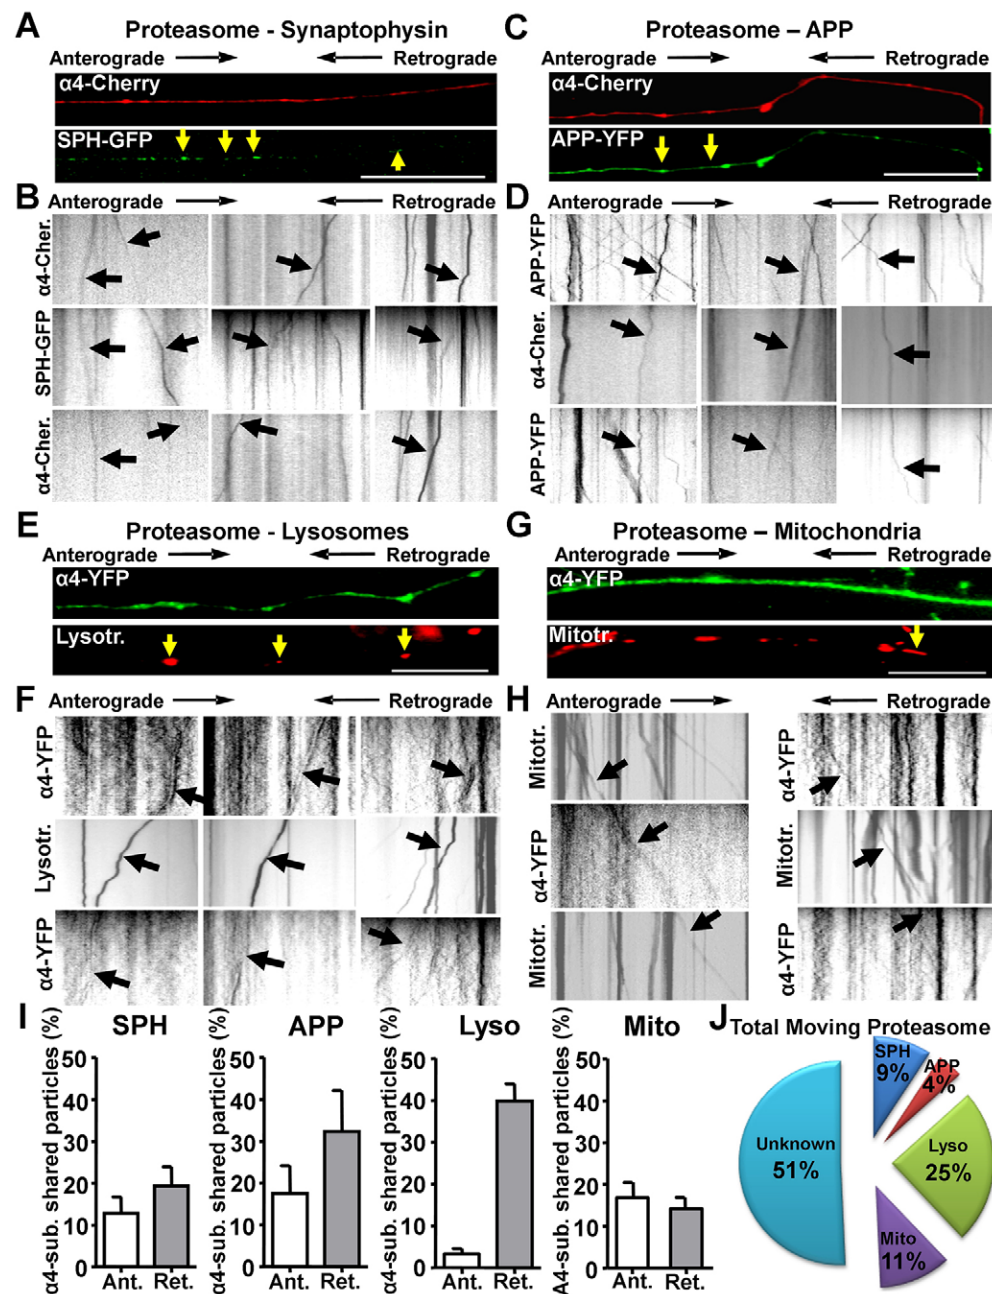 A Proteasome - Synaptophysin
Anterograde Retrograde
α4-Cherry
SPH-GFP
B Anterograde Retrograde
α4-Cher.
SPH-GFP
α4-Cher.
C Proteasome – APP
Anterograde Retrograde
α4-Cherry
APP-YFP
D Anterograde Retrograde
APP-YFP
α4-Cher.
APP-YFP
E Proteasome - Lysosomes
Anterograde Retrograde
α4-YFP
Lysotr.
F Anterograde Retrograde
α4-YFP
Lysotr.
α4-YFP
G Proteasome – Mitochondria
Anterograde Retrograde
α4-YFP
Mitotr.
H Anterograde Retrograde
Mitotr.
α4-YFP
Mitotr.
α4-YFP
Mitotr.
α4-YFP
I
SPH
α4-sub. shared particles (%)
50
40
30
20
10
0
Ant. Ret.
APP
α4-sub. shared particles (%)
50
40
30
20
10
0
Ant. Ret.
Lyso
α4-sub. shared particles (%)
50
40
30
20
10
0
Ant. Ret.
Mito
A4-sub. shared particles (%)
50
40
30
20
10
0
Ant. Ret.
J Total Moving Proteasome
SPH
9%
APP
4%
Lyso
25%
Mito
11%
Unknown
51%